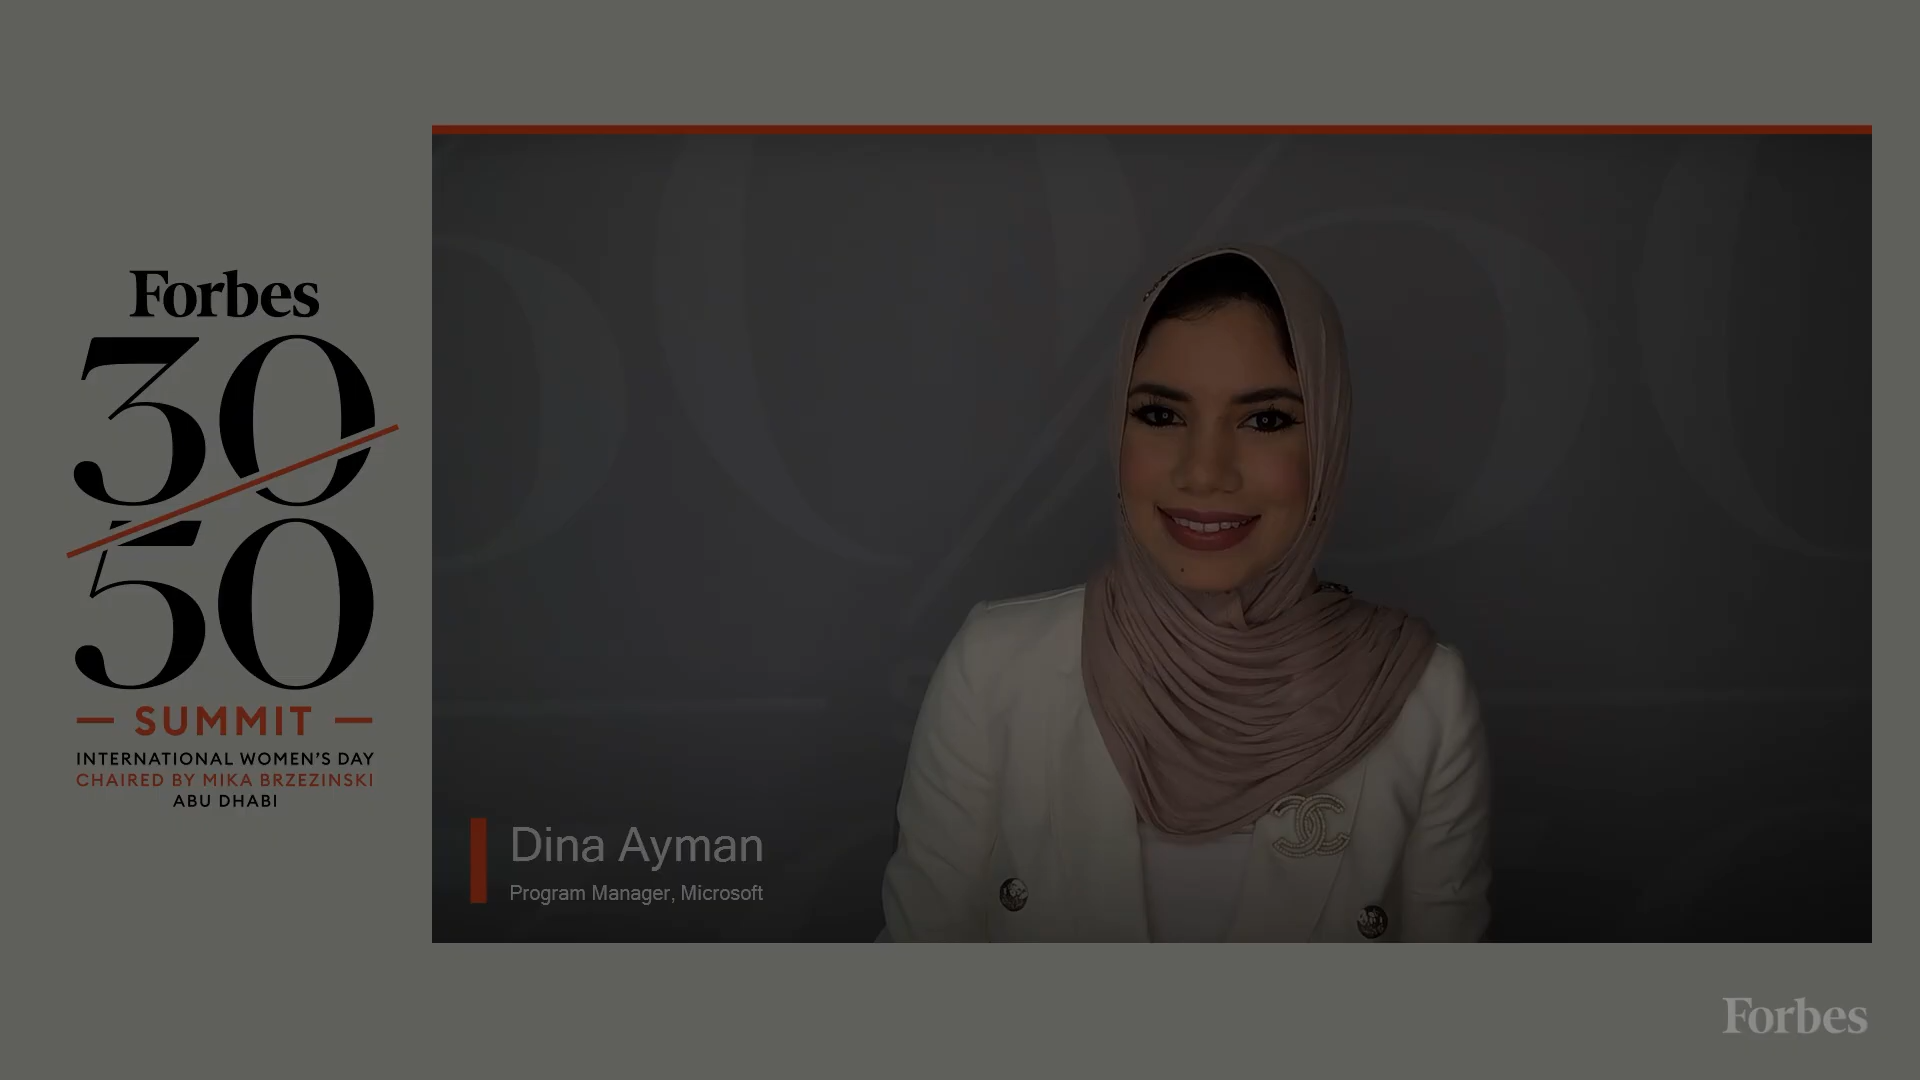 Forbes
30
50
SUMMIT
INTERNATIONAL WOMEN'S DAY
CHAIRED BY MIKA BRZEZINSKI
ABU DHABI
Dina Ayman
Program Manager, Microsoft
Forbes